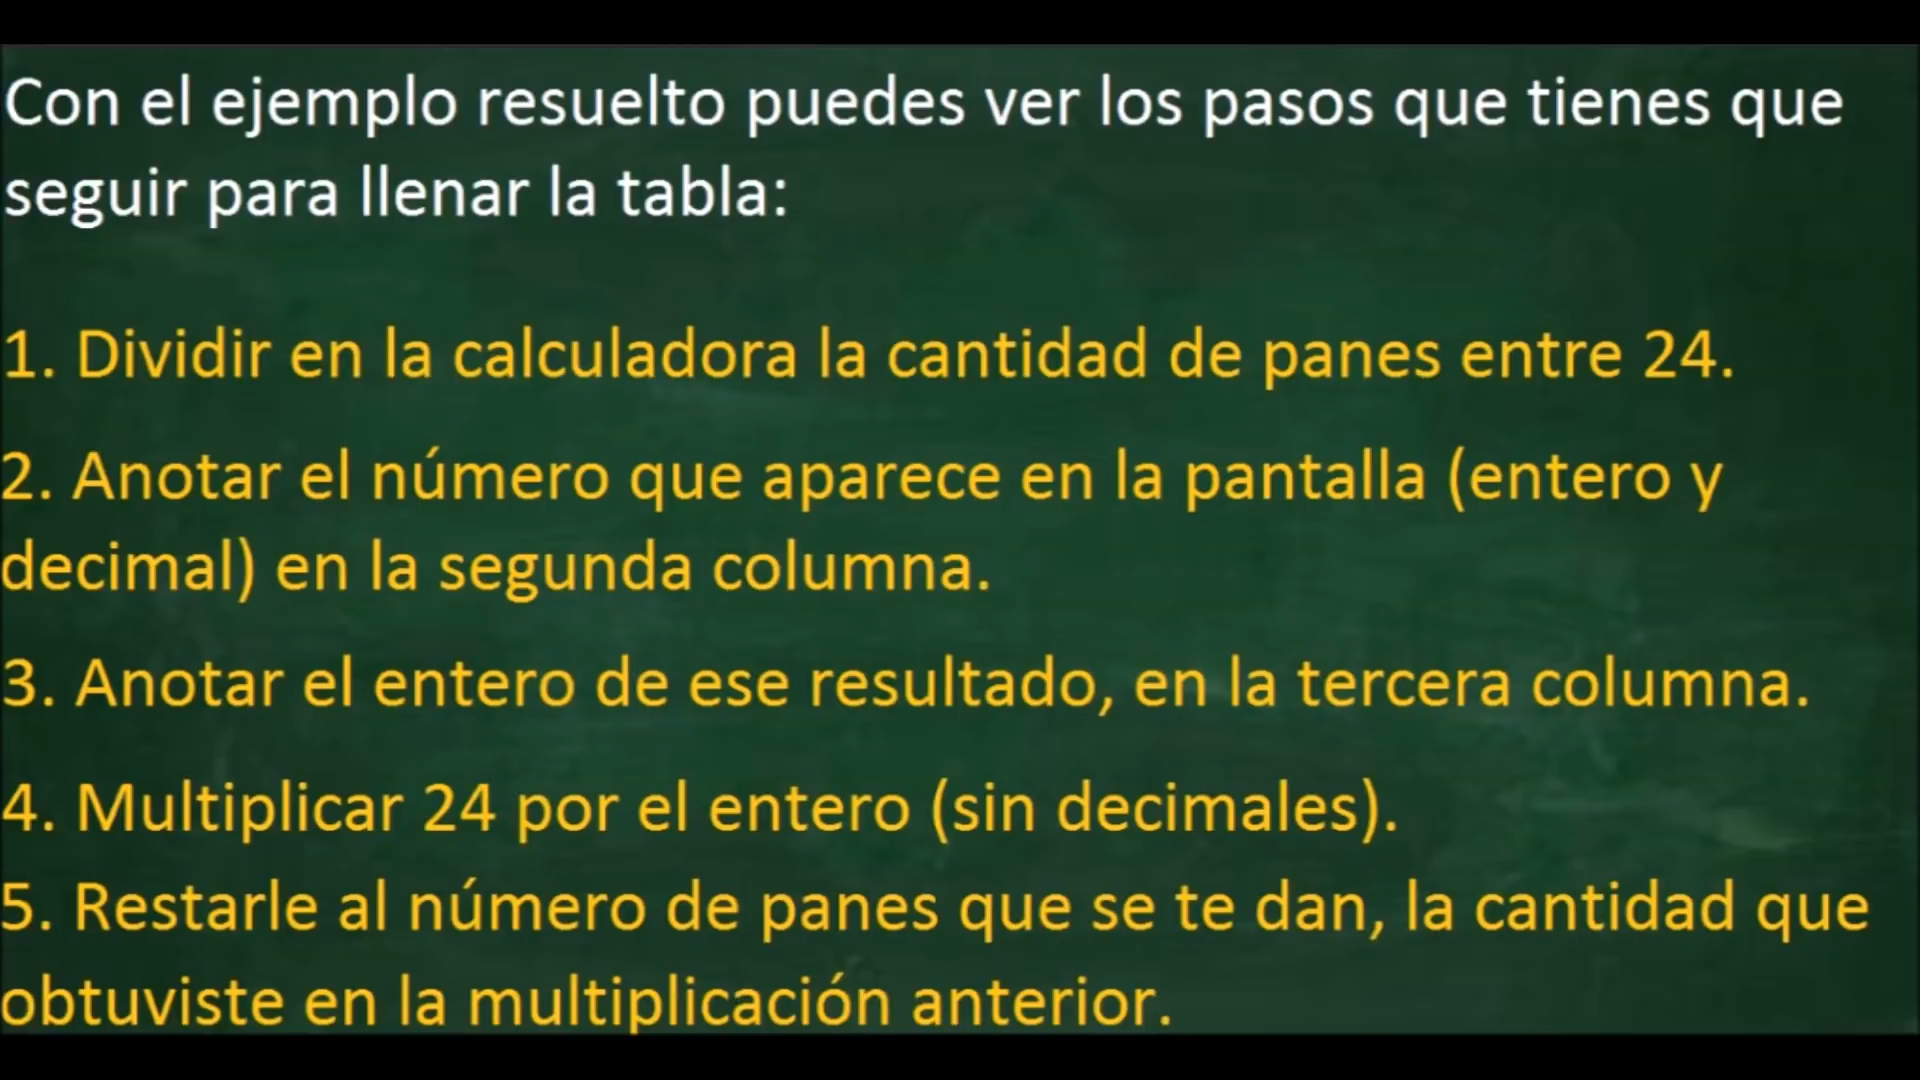 Con el ejemplo resuelto puedes ver los pasos que tienes que
seguir para llenar la tabla:
1. Dividir en la calculadora la cantidad de panes entre 24.
2. Anotar el número que aparece en la pantalla (entero y
decimal) en la segunda columna.
3. Anotar el entero de ese resultado, en la tercera columna.
4. Multiplicar 24 por el entero (sin decimales).
5. Restarle al número de panes que se te dan, la cantidad que
obtuviste en la multiplicación anterior.